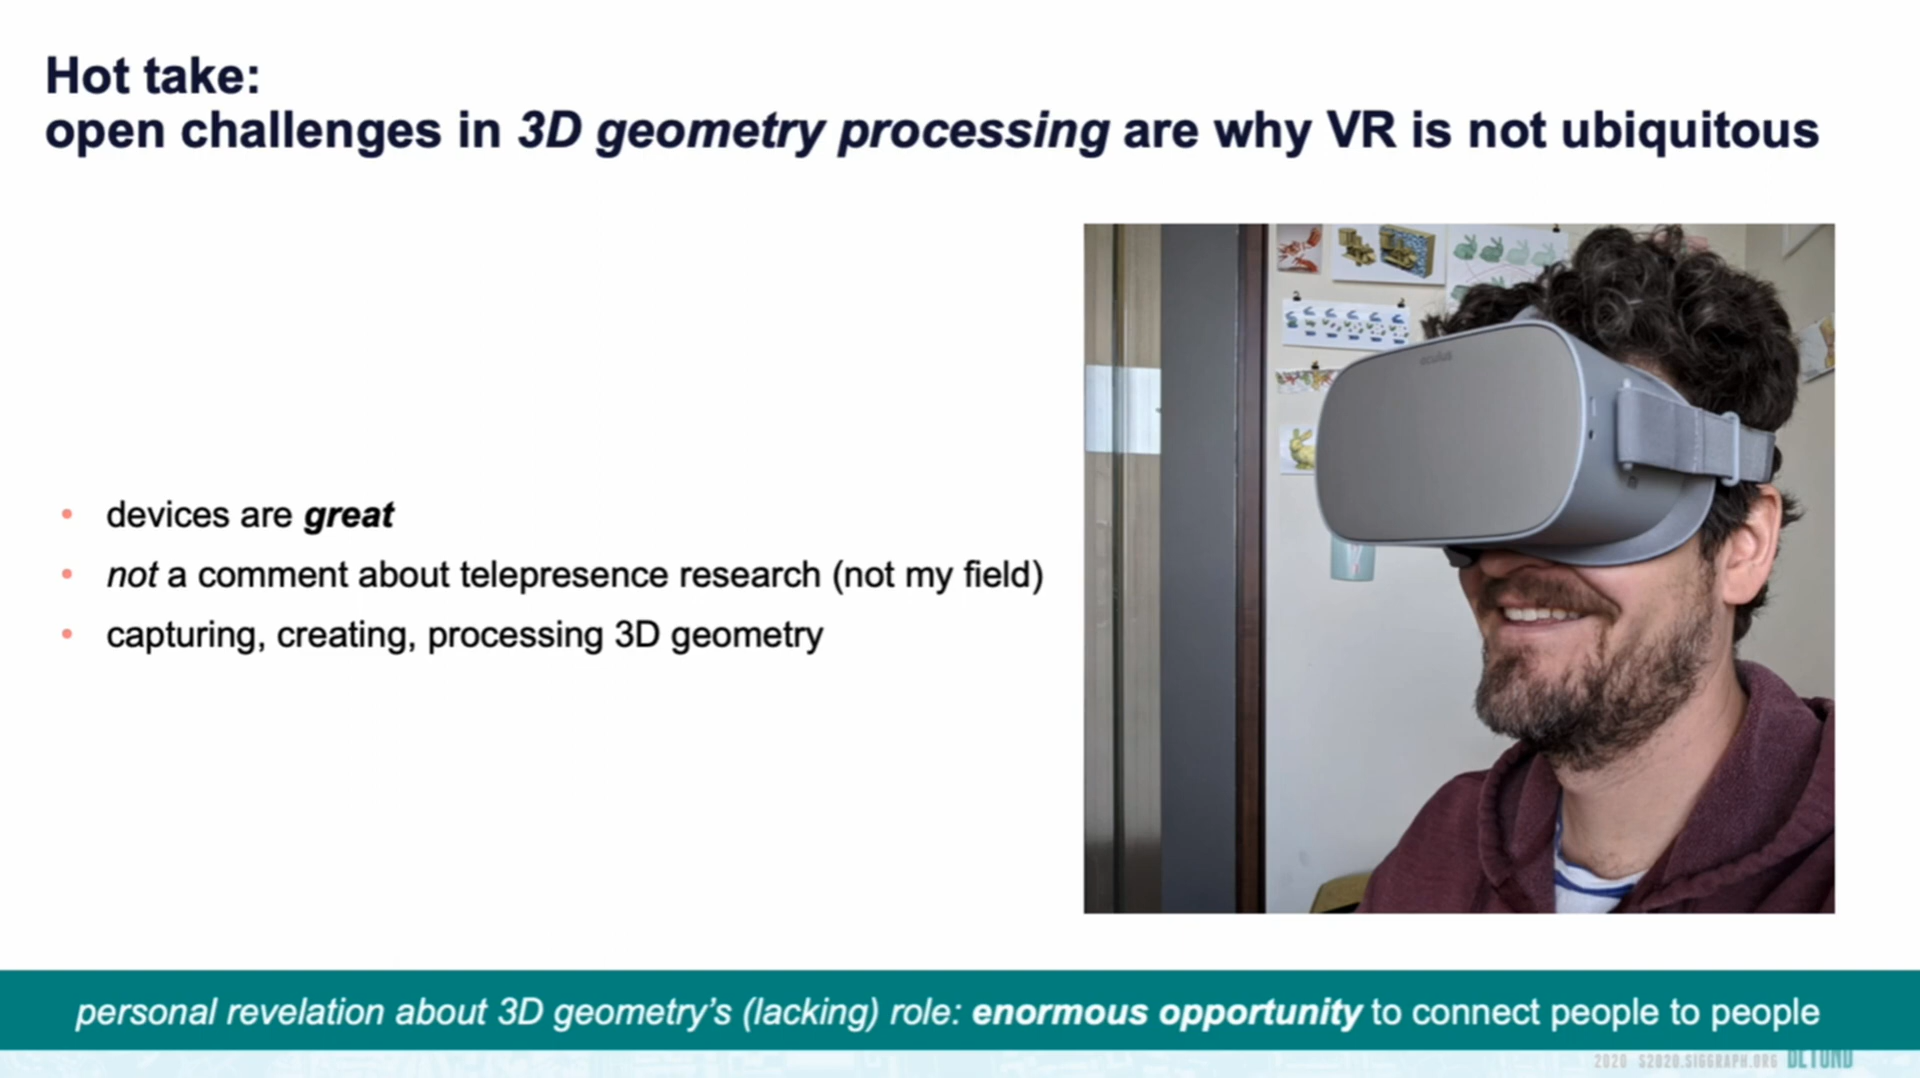 Hot take:
open challenges in 3D geometry processing are why VR is not ubiquitous
devices are great
not a comment about telepresence research (not my field)
capturing, creating, processing 3D geometry
oculus
personal revelation about 3D geometry's (lacking) role: enormous opportunity to connect people to people
2020 S2020.SIGGRAPH.ORG BEYOND